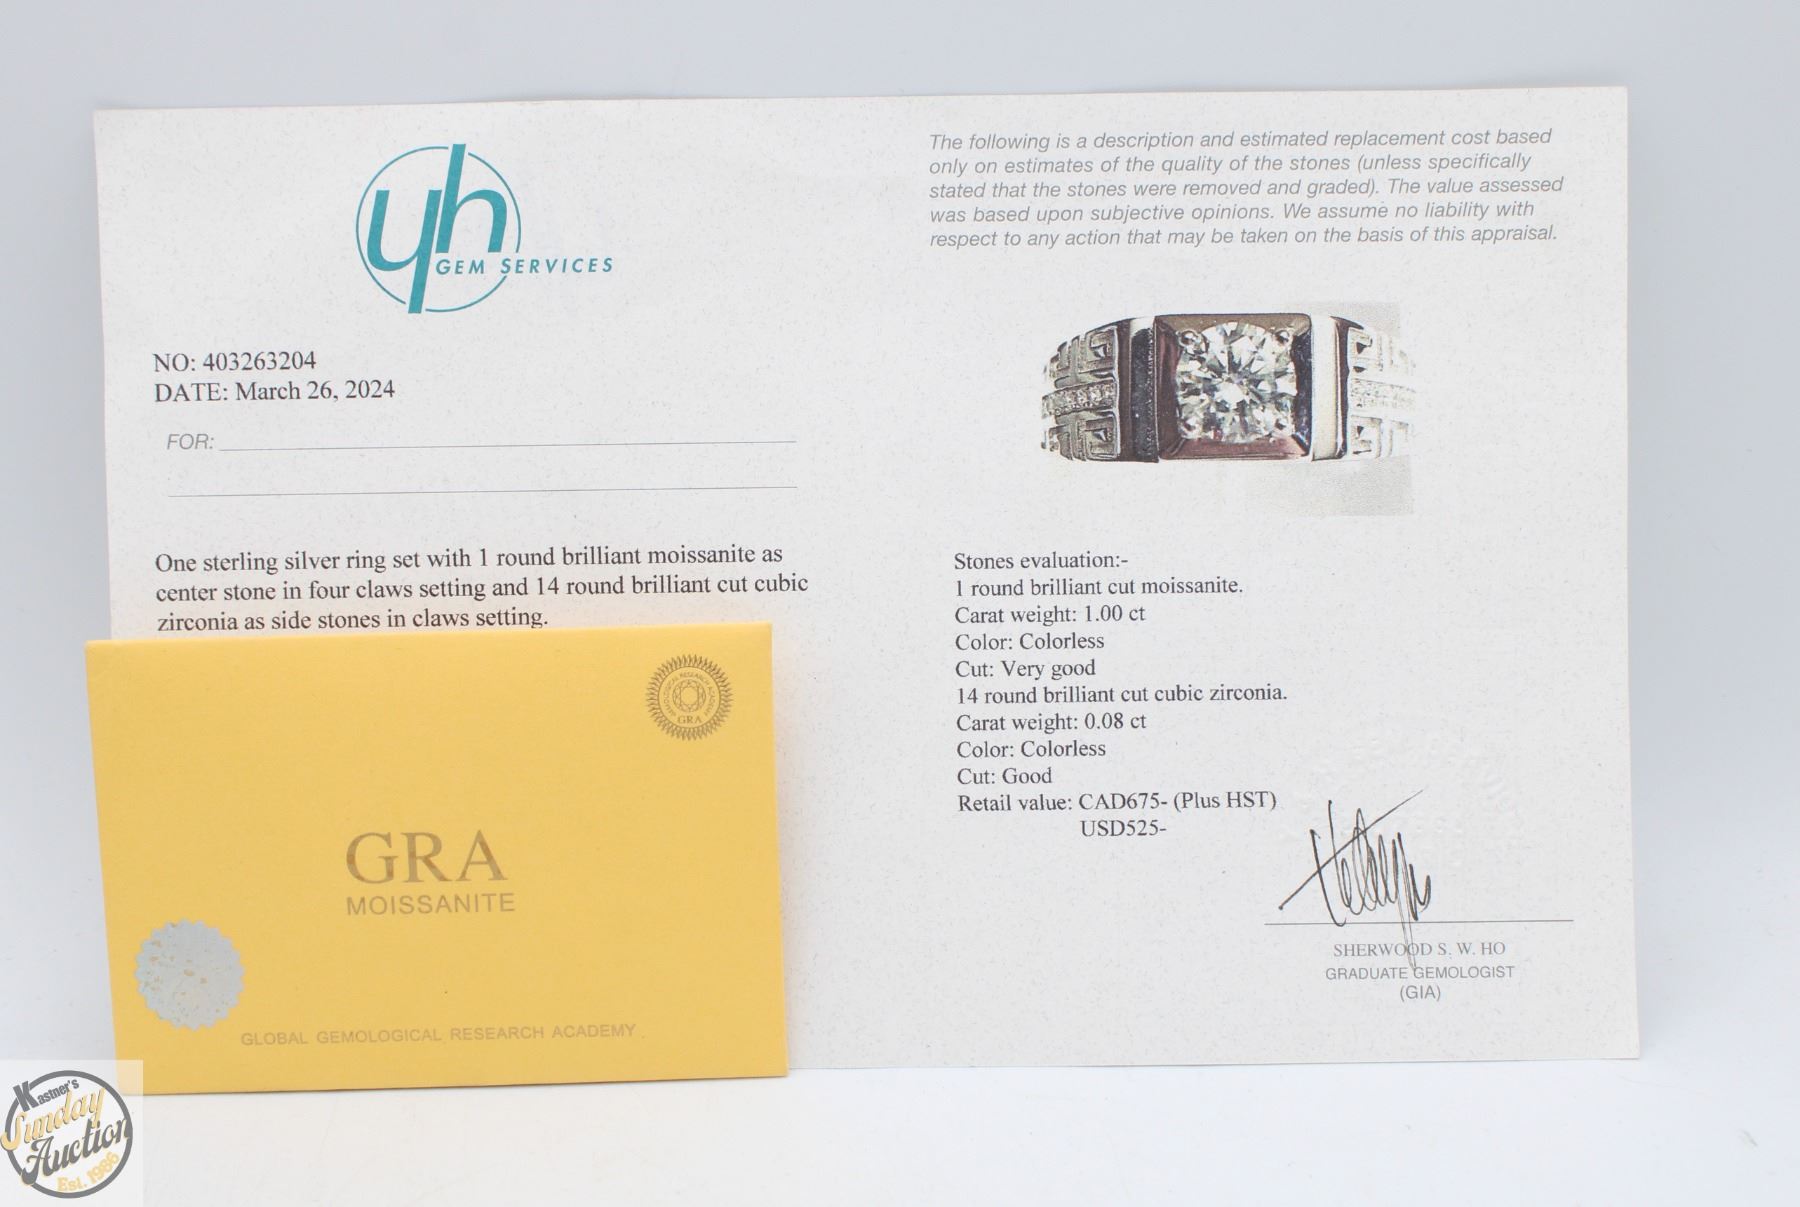 yh
GEM SERVICES
NO: 403263204
DATE: March 26, 2024
FOR:
One sterling silver ring set with 1 round brilliant moissanite as
center stone in four claws setting and 14 round brilliant cut cubic
zirconia as side stones in claws setting.
The following is a description and estimated replacement cost based
only on estimates of the quality of the stones (unless specifically
stated that the stones were removed and graded). The value assessed
was based upon subjective opinions. We assume no liability with
respect to any action that may be taken on the basis of this appraisal.
Stones evaluation:-
1 round brilliant cut moissanite.
Carat weight: 1.00 ct
Color: Colorless
Cut: Very good
14 round brilliant cut cubic zirconia.
Carat weight: 0.08 ct
Color: Colorless
Cut: Good
Retail value: CAD675- (Plus HST)
USD525-
SHERWOOD S. W. HO
GRADUATE GEMOLOGIST
(GIA)
GEMOLOGICAL RESEARCH ACADEMY
GRA
GRA
MOISSANITE
GLOBAL GEMOLOGICAL RESEARCH ACADEMY
Kastner's
Sunday
Auction
Est. 1986